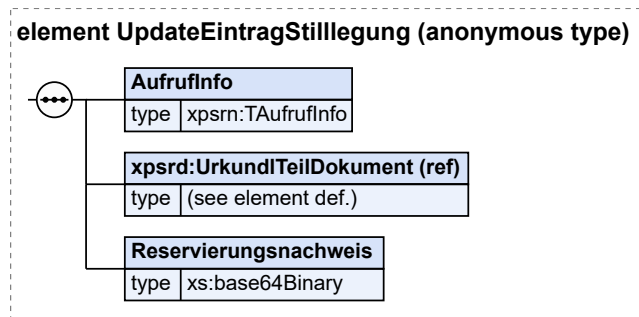 element UpdateEintragStilllegung (anonymous type)
AufrufInfo
type xpsrn:TAufrufInfo
xpsrd:UrkundlTeilDokument (ref)
type (see element def.)
Reservierungsnachweis
type xs:base64Binary